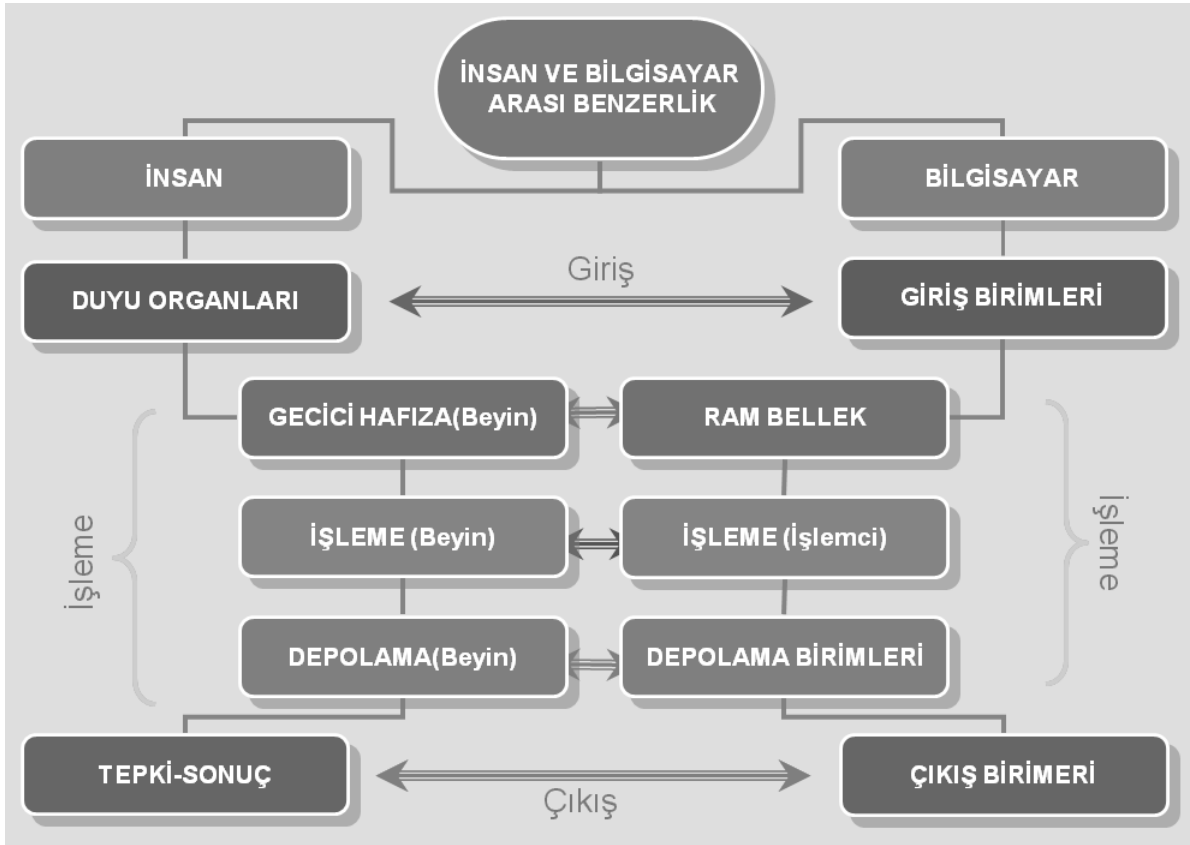 İNSAN VE BİLGİSAYAR
ARASI BENZERLİK
İNSAN
BİLGİSAYAR
DUYU ORGANLARI
Giriş
GİRİŞ BİRİMLERİ
GECİCİ HAFIZA(Beyin)
RAM BELLEK
İşleme
İŞLEME (Beyin)
İŞLEME (İşlemci)
İşleme
DEPOLAMA(Beyin)
DEPOLAMA BİRİMLERİ
TEPKİ-SONUÇ
Çıkış
ÇIKIŞ BİRİMERİ